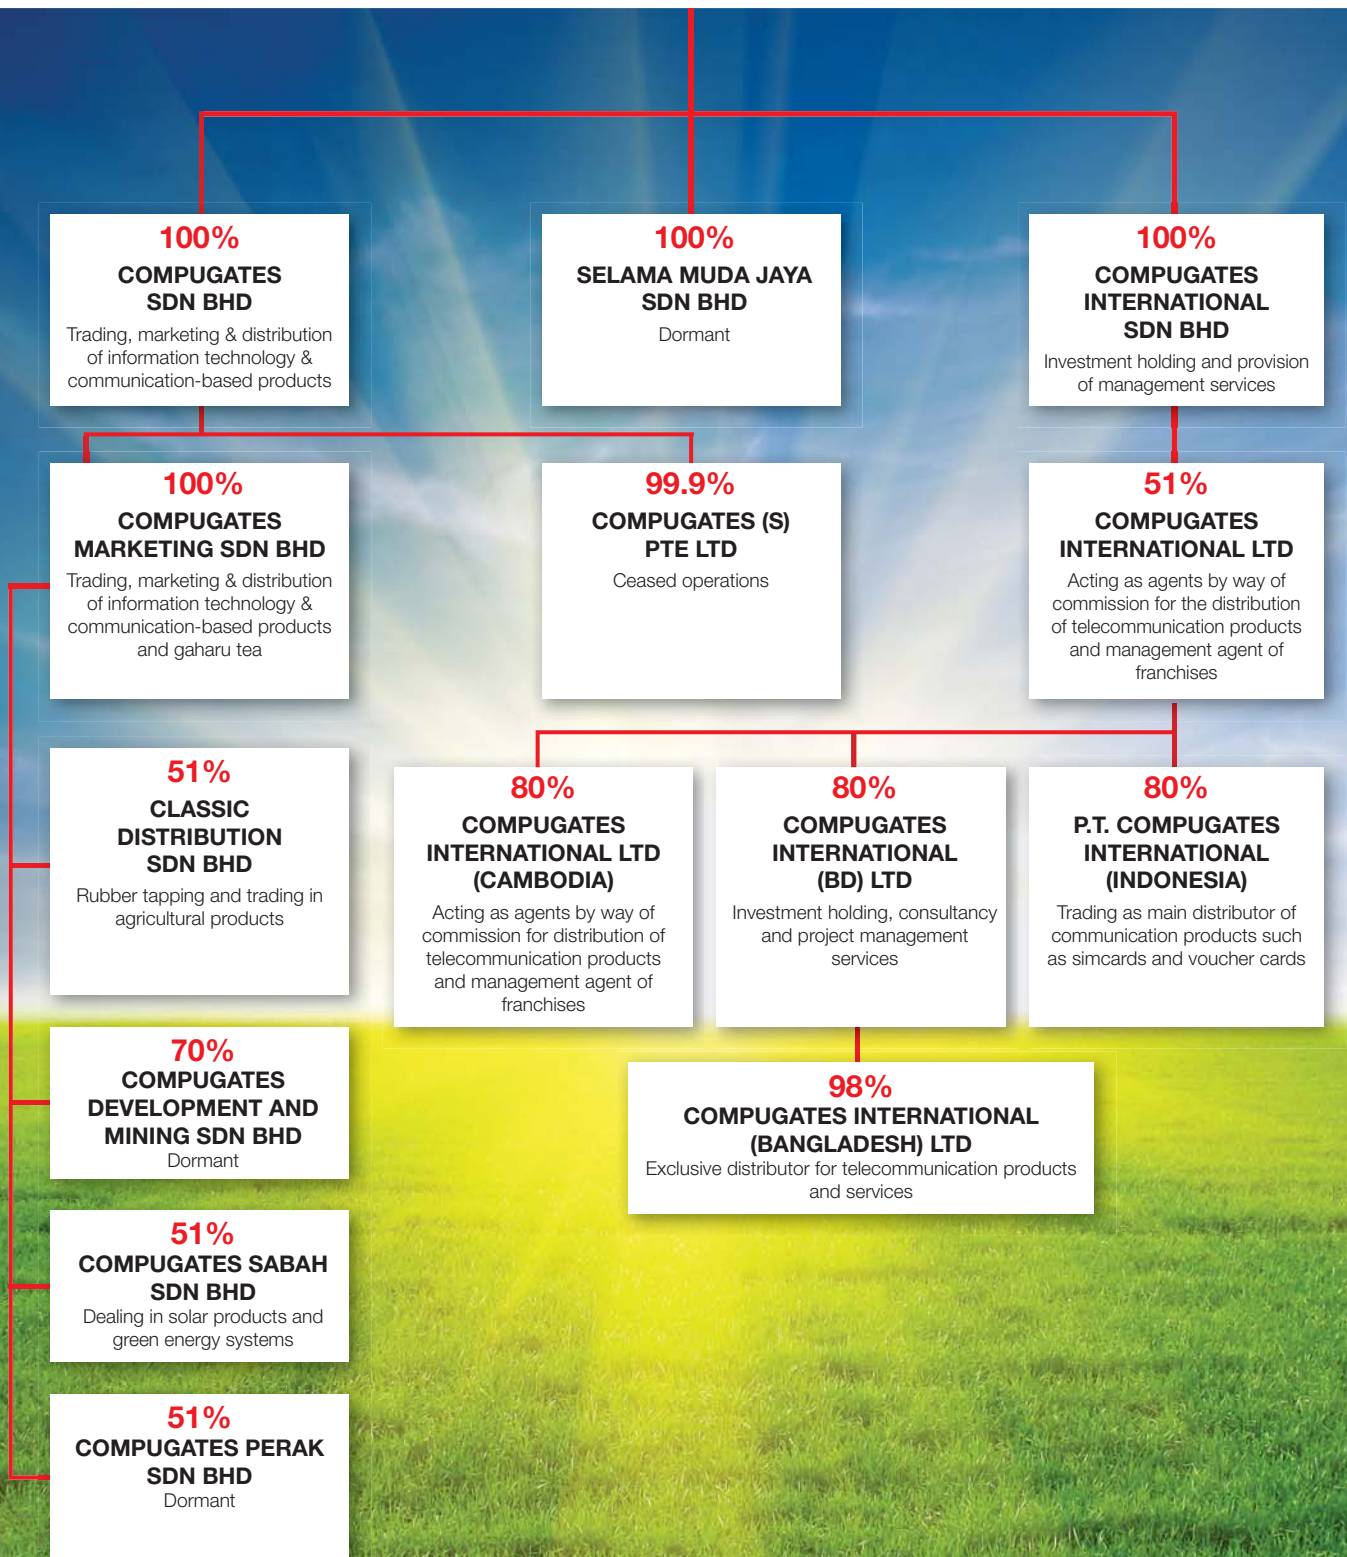 100%
COMPUGATES
SDN BHD
Trading, marketing & distribution
of information technology &
communication-based products
100%
SELAMA MUDA JAYA
SDN BHD
Dormant
100%
COMPUGATES
INTERNATIONAL
SDN BHD
Investment holding and provision
of management services
100%
COMPUGATES
MARKETING SDN BHD
Trading, marketing & distribution
of information technology &
communication-based products
and gaharu tea
99.9%
COMPUGATES (S)
PTE LTD
Ceased operations
51%
COMPUGATES
INTERNATIONAL LTD
Acting as agents by way of
commission for the distribution
of telecommunication products
and management agent of
franchises
51%
CLASSIC
DISTRIBUTION
SDN BHD
Rubber tapping and trading in
agricultural products
80%
COMPUGATES
INTERNATIONAL LTD
(CAMBODIA)
Acting as agents by way of
commission for distribution of
telecommunication products
and management agent of
franchises
80%
COMPUGATES
INTERNATIONAL
(BD) LTD
Investment holding, consultancy
and project management
services
80%
P.T. COMPUGATES
INTERNATIONAL
(INDONESIA)
Trading as main distributor of
communication products such
as simcards and voucher cards
70%
COMPUGATES
DEVELOPMENT AND
MINING SDN BHD
Dormant
98%
COMPUGATES INTERNATIONAL
(BANGLADESH) LTD
Exclusive distributor for telecommunication products
and services
51%
COMPUGATES SABAH
SDN BHD
Dealing in solar products and
green energy systems
51%
COMPUGATES PERAK
SDN BHD
Dormant